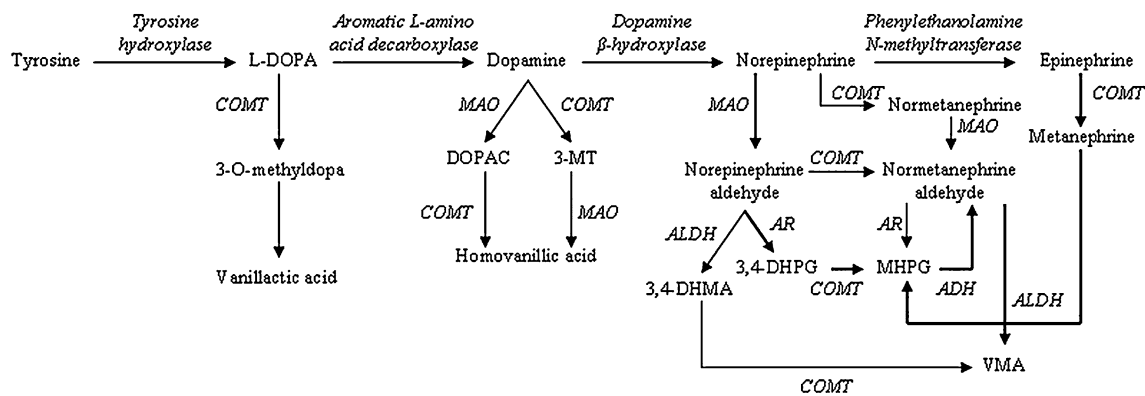 Tyrosine
hydroxylase
Aromatic L-amino
acid decarboxylase
Dopamine
β-hydroxylase
Phenylethanolamine
N-methyltransferase
Tyrosine
L-DOPA
Dopamine
Norepinephrine
Epinephrine
COMT
MAO
COMT
MAO
COMT
COMT
Normetanephrine
MAO
Metanephrine
3-O-methyldopa
DOPAC
3-MT
Norepinephrine
aldehyde
COMT
Normetanephrine
aldehyde
COMT
MAO
ALDH
AR
AR
Vanillactic acid
Homovanillic acid
3,4-DHMA
3,4-DHPG
COMT
MHPG
ADH
ALDH
VMA
COMT